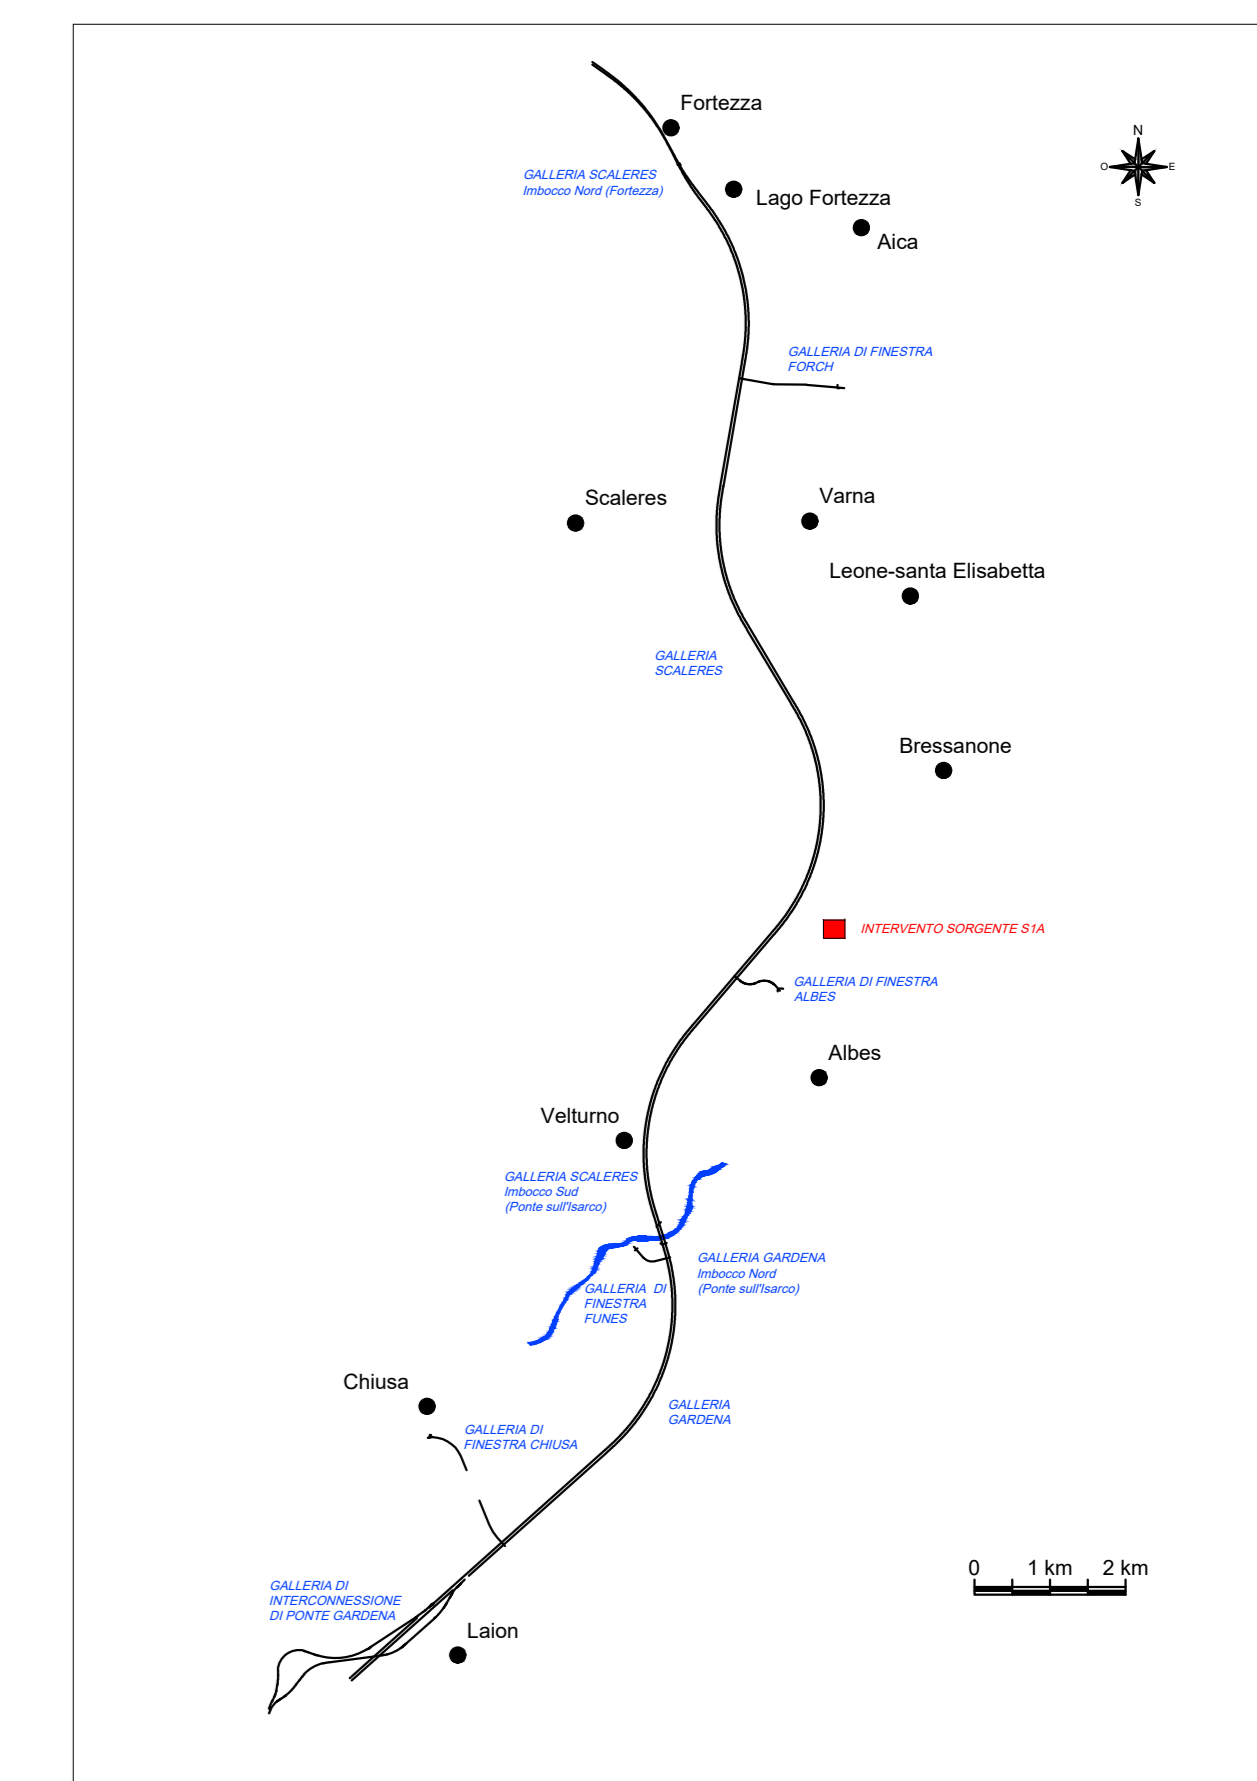 Fortezza
N
O
E
S
GALLERIA SCALERES
Imbocco Nord (Fortezza)
Lago Fortezza
Aica
GALLERIA DI FINESTRA
FORCH
Scaleres
Varna
Leone-santa Elisabetta
GALLERIA
SCALERES
Bressanone
INTERVENTO SORGENTE S1A
GALLERIA DI FINESTRA
ALBES
Albes
Velturno
GALLERIA SCALERES
Imbocco Sud
(Ponte sull'Isarco)
GALLERIA GARDENA
Imbocco Nord
(Ponte sull'Isarco)
GALLERIA DI
FINESTRA
FUNES
Chiusa
GALLERIA
GARDENA
GALLERIA DI
FINESTRA CHIUSA
0 1 km 2 km
GALLERIA DI
INTERCONNESSIONE
DI PONTE GARDENA
Laion